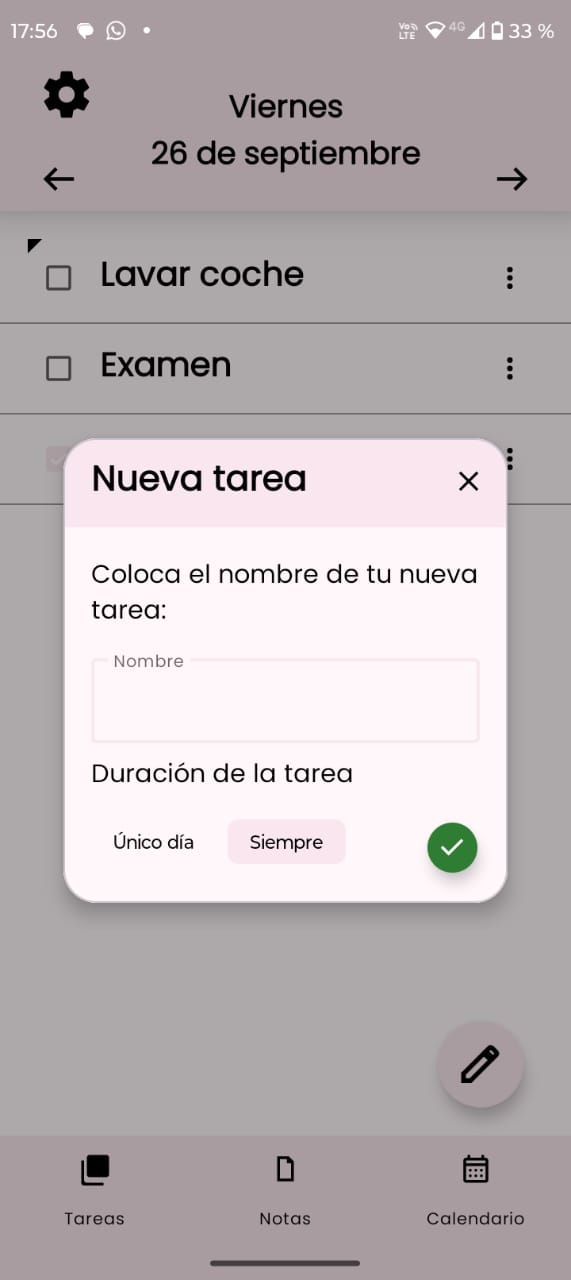 17:56
Vo LTE 4G 33 %
Viernes
26 de septiembre
Lavar coche
Examen
Nueva tarea
Coloca el nombre de tu nueva
tarea:
Nombre
Duración de la tarea
Único día Siempre
Tareas Notas Calendario